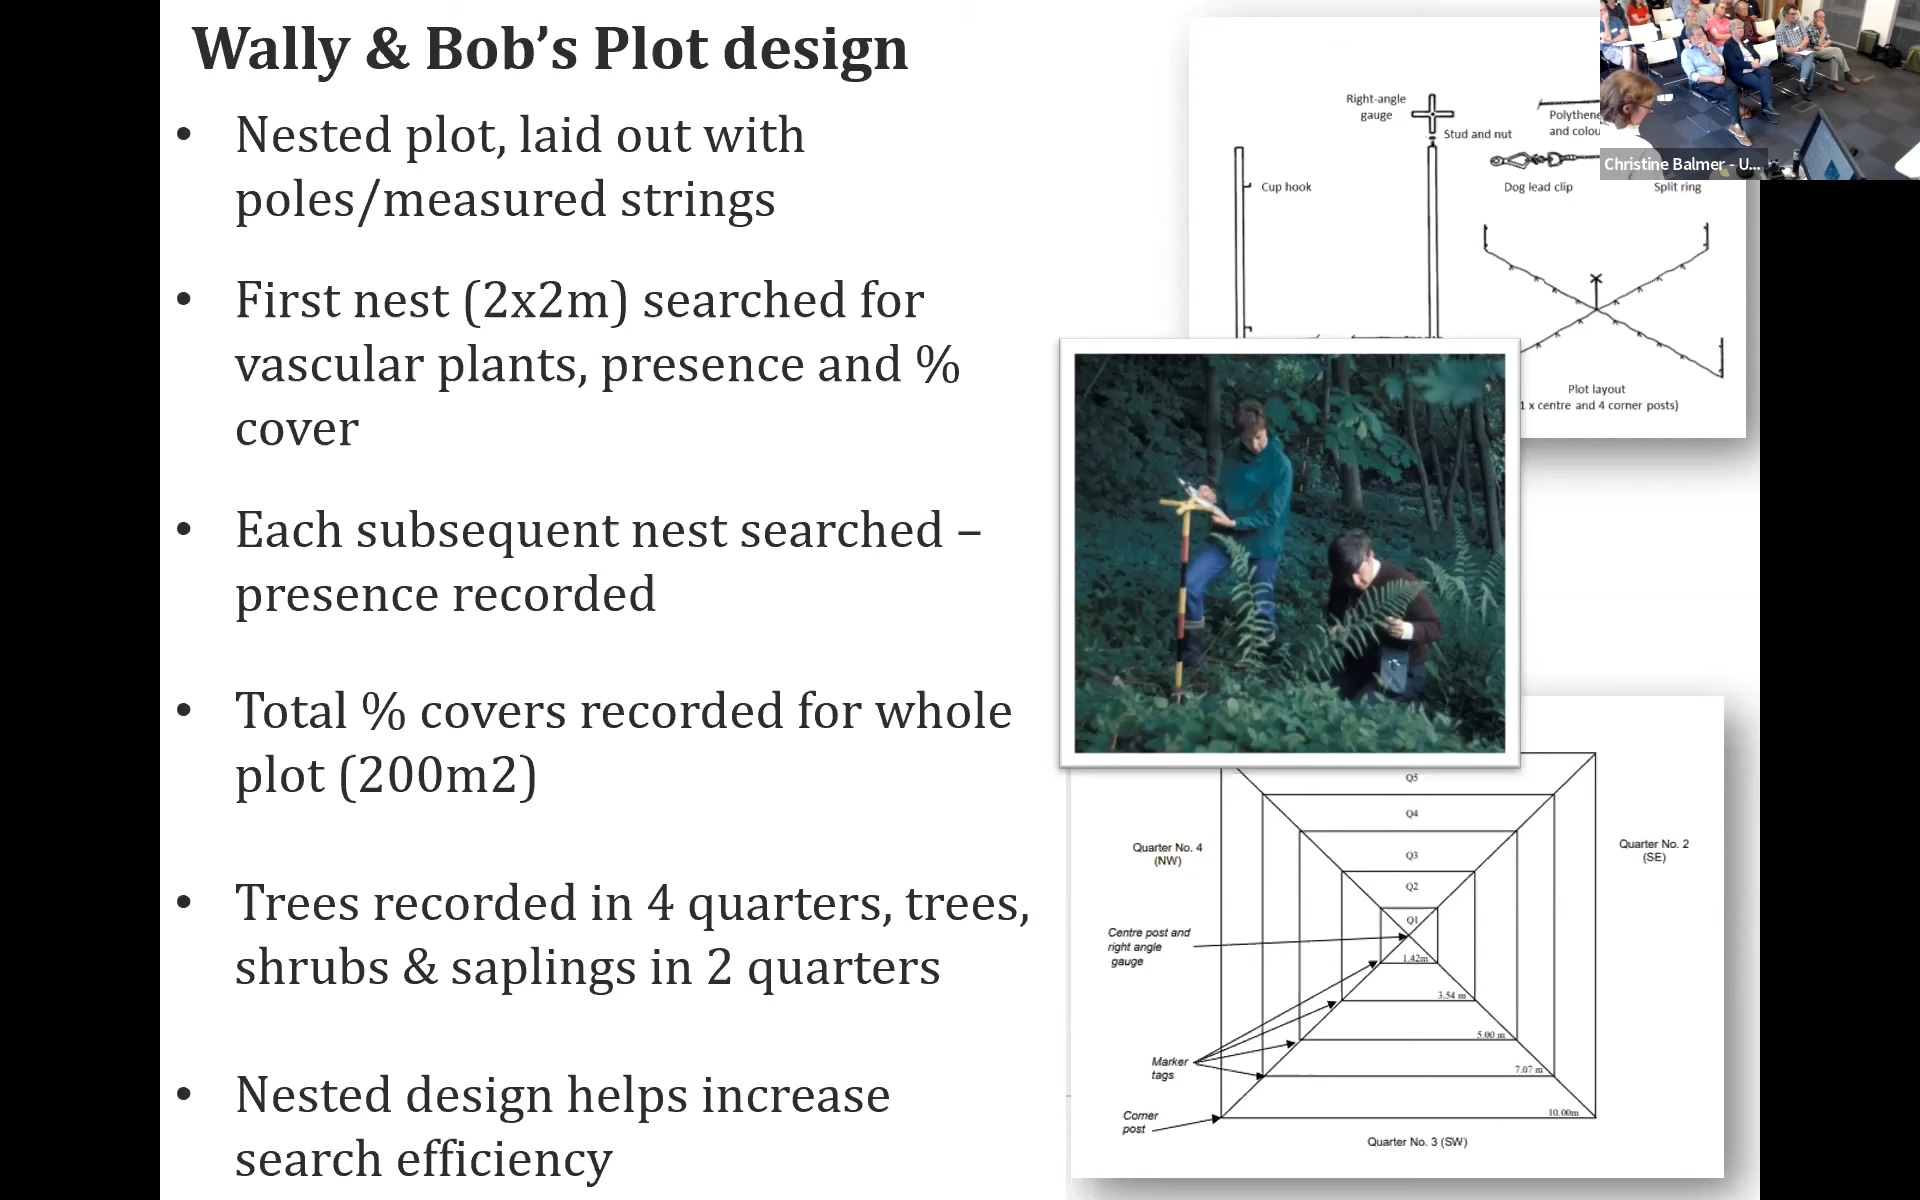 Wally & Bob’s Plot design
• Nested plot, laid out with
poles/measured strings
• First nest (2x2m) searched for
vascular plants, presence and %
cover
• Each subsequent nest searched –
presence recorded
• Total % covers recorded for whole
plot (200m2)
• Trees recorded in 4 quarters, trees,
shrubs & saplings in 2 quarters
• Nested design helps increase
search efficiency
Right-angle
gauge
Stud and nut
Polythene
and colou
Cup hook
Dog lead clip
Split ring
Plot layout
1 x centre and 4 corner posts)
Christine Balmer - U...
Q5
Q4
Q3
Q2
Q1
Quarter No. 4
(NW)
Quarter No. 2
(SE)
Centre post and
right angle
gauge
1.42m
3.54 m
5.00 m
7.07 m
10.00m
Marker
tags
Corner
post
Quarter No. 3 (SW)